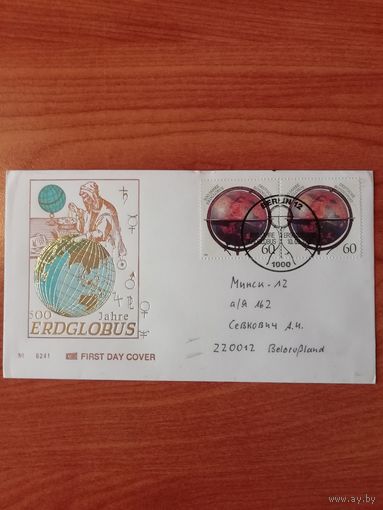 BERLIN 12
1000
60
60
Минск-12
а/я 162
Севкович А.И.
220012 Belorußland
500 Jahre
ERDGLOBUS
№ 6241 FIRST DAY COVER
www.ay.by